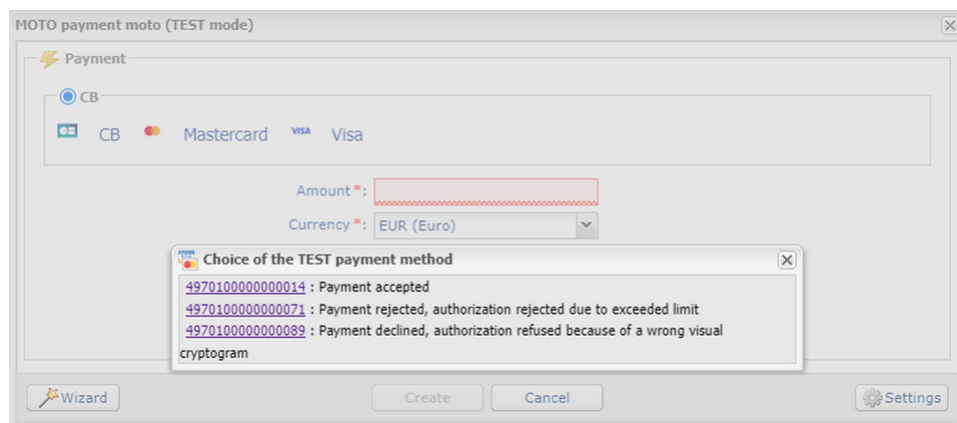 MOTO payment moto (TEST mode)
Payment
CB
CB Mastercard VISA Visa
Amount *:
Currency *: EUR (Euro)
Choice of the TEST payment method
4970100000000014 : Payment accepted
4970100000000071 : Payment rejected, authorization rejected due to exceeded limit
4970100000000089 : Payment declined, authorization refused because of a wrong visual
cryptogram
Wizard Create Cancel Settings